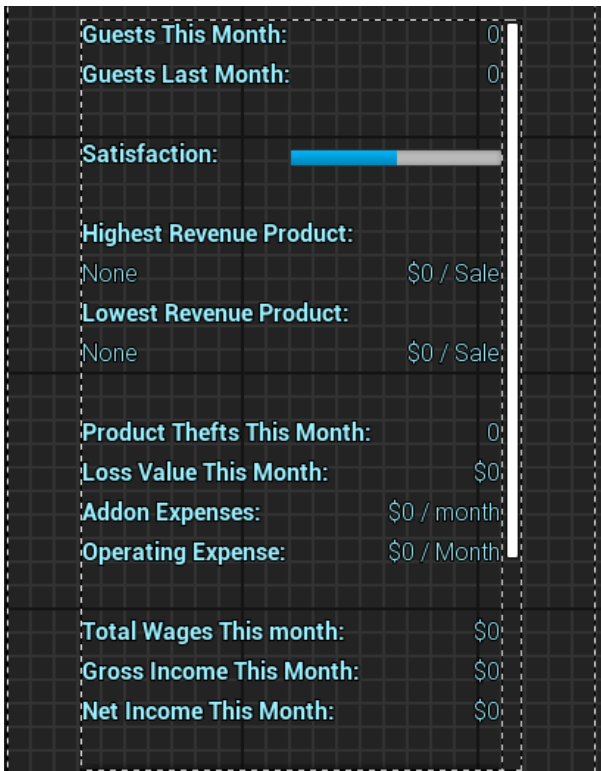 Guests This Month: 0
Guests Last Month: 0
Satisfaction:
Highest Revenue Product:
None $0 / Sale
Lowest Revenue Product:
None $0 / Sale
Product Thefts This Month: 0
Loss Value This Month: $0
Addon Expenses: $0 / month
Operating Expense: $0 / Month
Total Wages This month: $0
Gross Income This Month: $0
Net Income This Month: $0